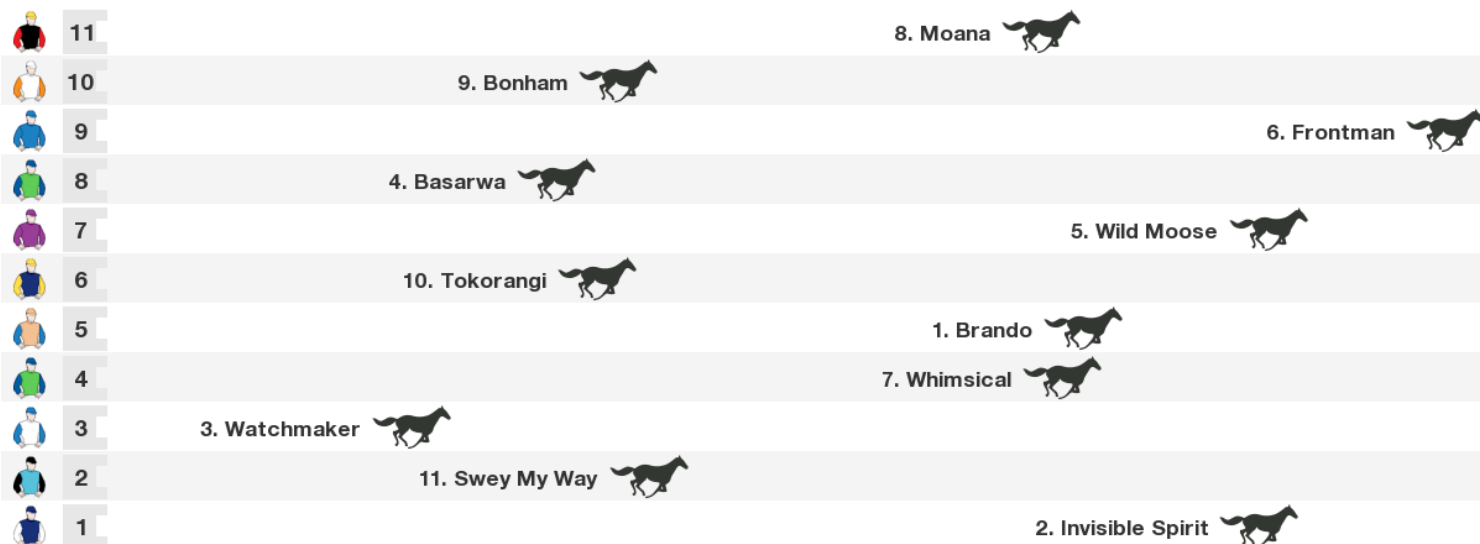 11 8. Moana
10 9. Bonham
9 6. Frontman
8 4. Basarwa
7 5. Wild Moose
6 10. Tokorangi
5 1. Brando
4 7. Whimsical
3 3. Watchmaker
2 11. Swey My Way
1 2. Invisible Spirit